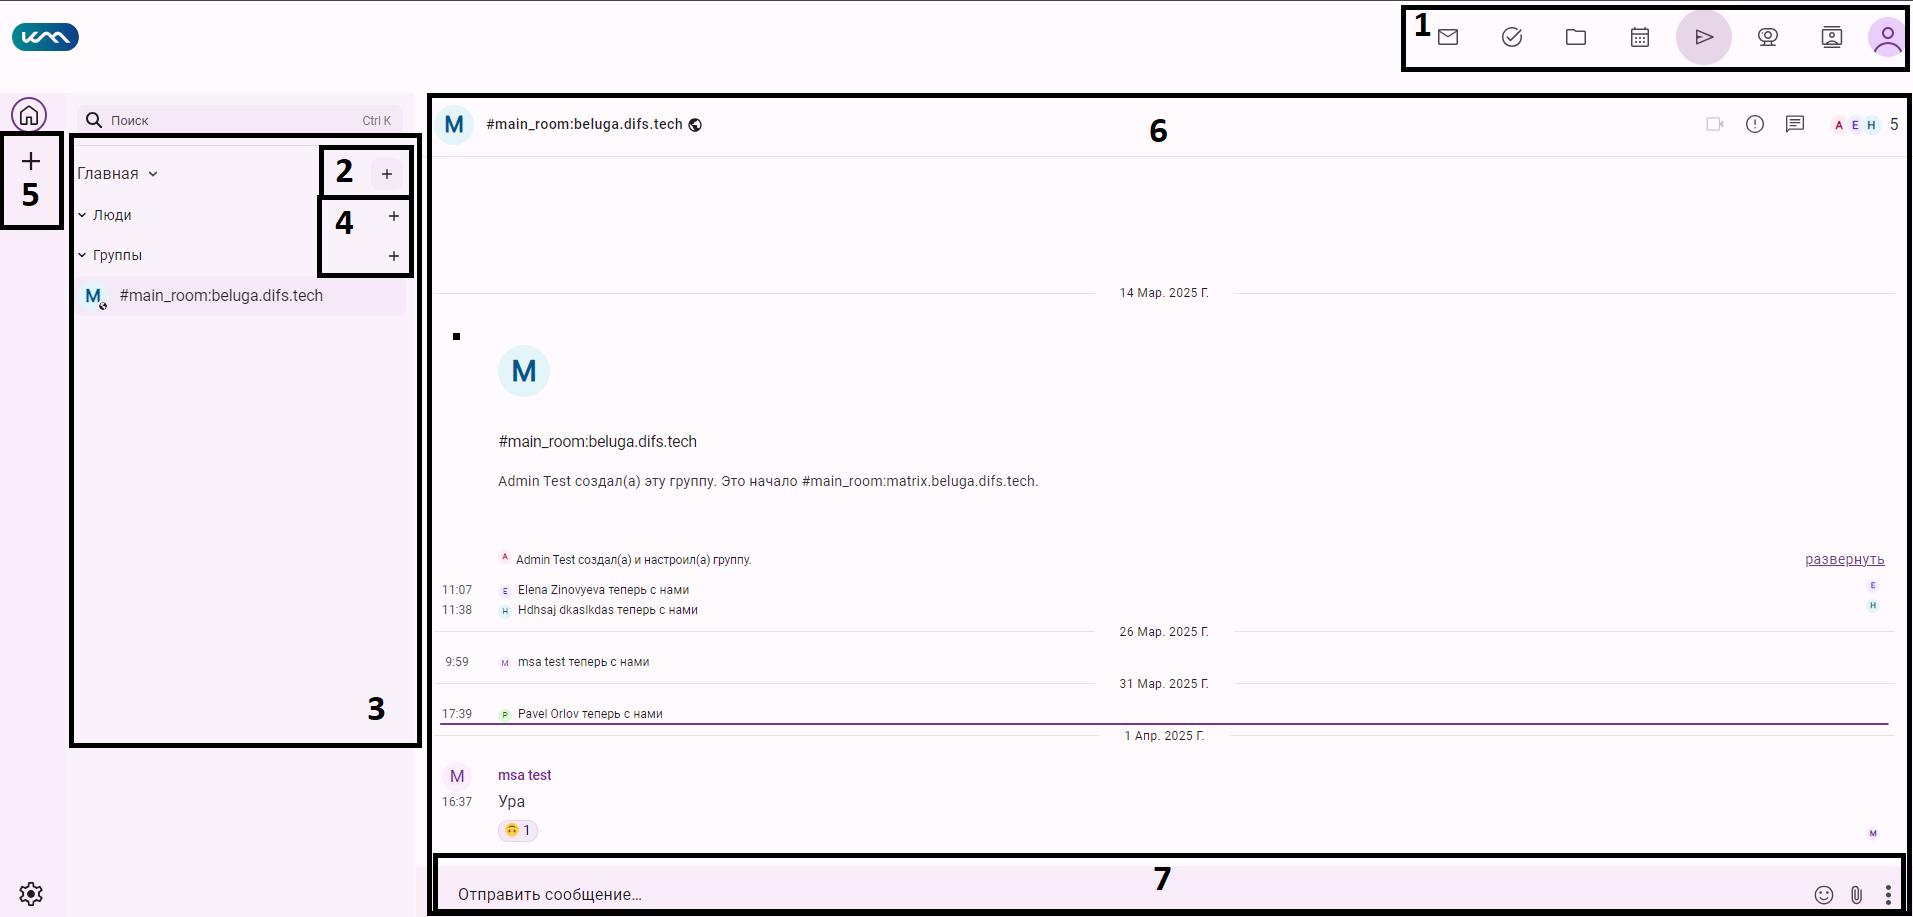 1
Поиск
Ctrl K
5
Главная
2
Люди
4
Группы
M #main_room:beluga.difs.tech
3
M #main_room:beluga.difs.tech
6
A E H 5
14 Мар. 2025 Г.
M
#main_room:beluga.difs.tech
Admin Test создал(а) эту группу. Это начало #main_room:matrix.beluga.difs.tech.
A Admin Test создал(а) и настроил(а) группу.
развернуть
11:07 E Elena Zinovyeva теперь с нами E
11:38 H Hdhsaj dkaslkdas теперь с нами H
26 Мар. 2025 Г.
9:59 M msa test теперь с нами
31 Мар. 2025 Г.
17:39 P Pavel Orlov теперь с нами
1 Апр. 2025 Г.
M msa test
16:37 Ура
1
M
7
Отправить сообщение...